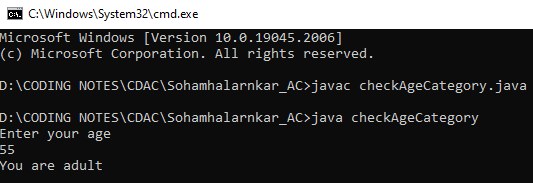 C:\Windows\System32\cmd.exe
Microsoft Windows [Version 10.0.19045.2006]
(c) Microsoft Corporation. All rights reserved.
D:\CODING NOTES\CDAC\Sohamhalarnkar_AC>javac checkAgeCategory.java
D:\CODING NOTES\CDAC\Sohamhalarnkar_AC>java checkAgeCategory
Enter your age
55
You are adult